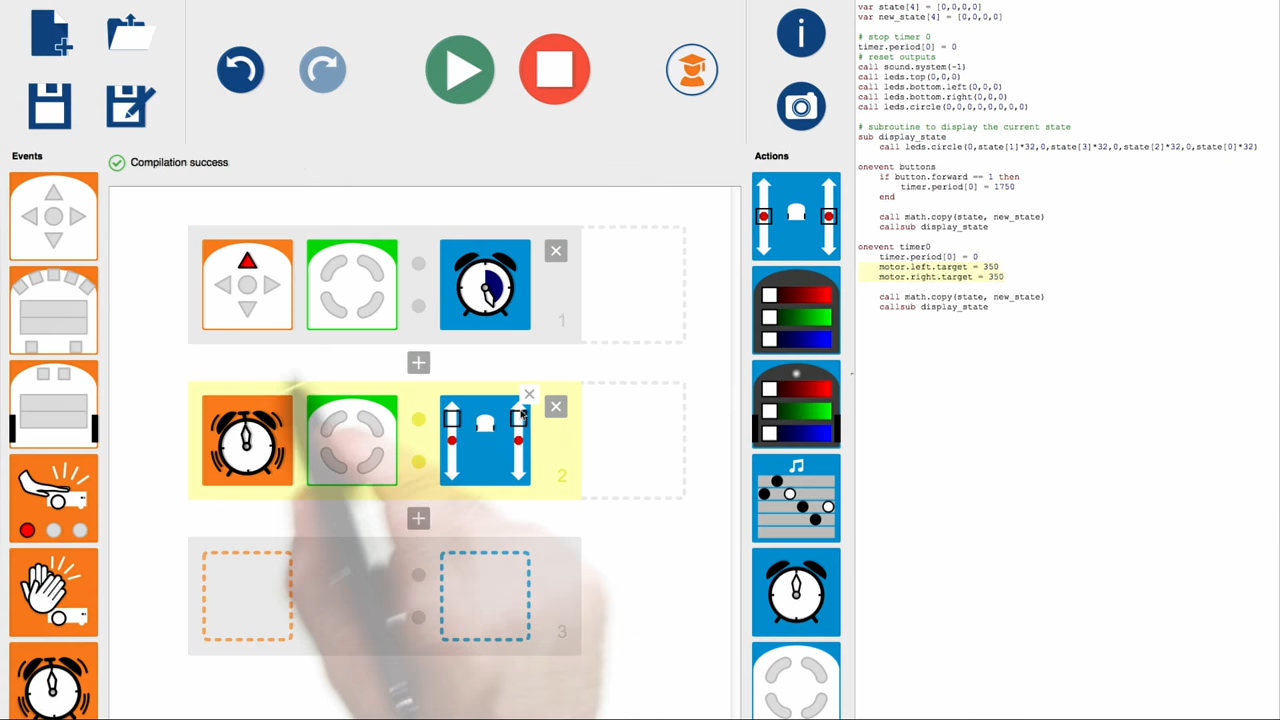 Events
Compilation success
Actions
1
2
3
var state[4] = [0,0,0,0]
var new_state[4] = [0,0,0,0]
# stop timer 0
timer.period[0] = 0
# reset outputs
call sound.system(-1)
call leds.top(0,0,0)
call leds.bottom.left(0,0,0)
call leds.bottom.right(0,0,0)
call leds.circle(0,0,0,0,0,0,0,0)
# subroutine to display the current state
sub display_state
call leds.circle(0,state[1]*32,0,state[3]*32,0,state[2]*32,0,state[0]*32)
onevent buttons
if button.forward == 1 then
timer.period[0] = 1750
end
call math.copy(state, new_state)
callsub display_state
onevent timer0
timer.period[0] = 0
motor.left.target = 350
motor.right.target = 350
call math.copy(state, new_state)
callsub display_state